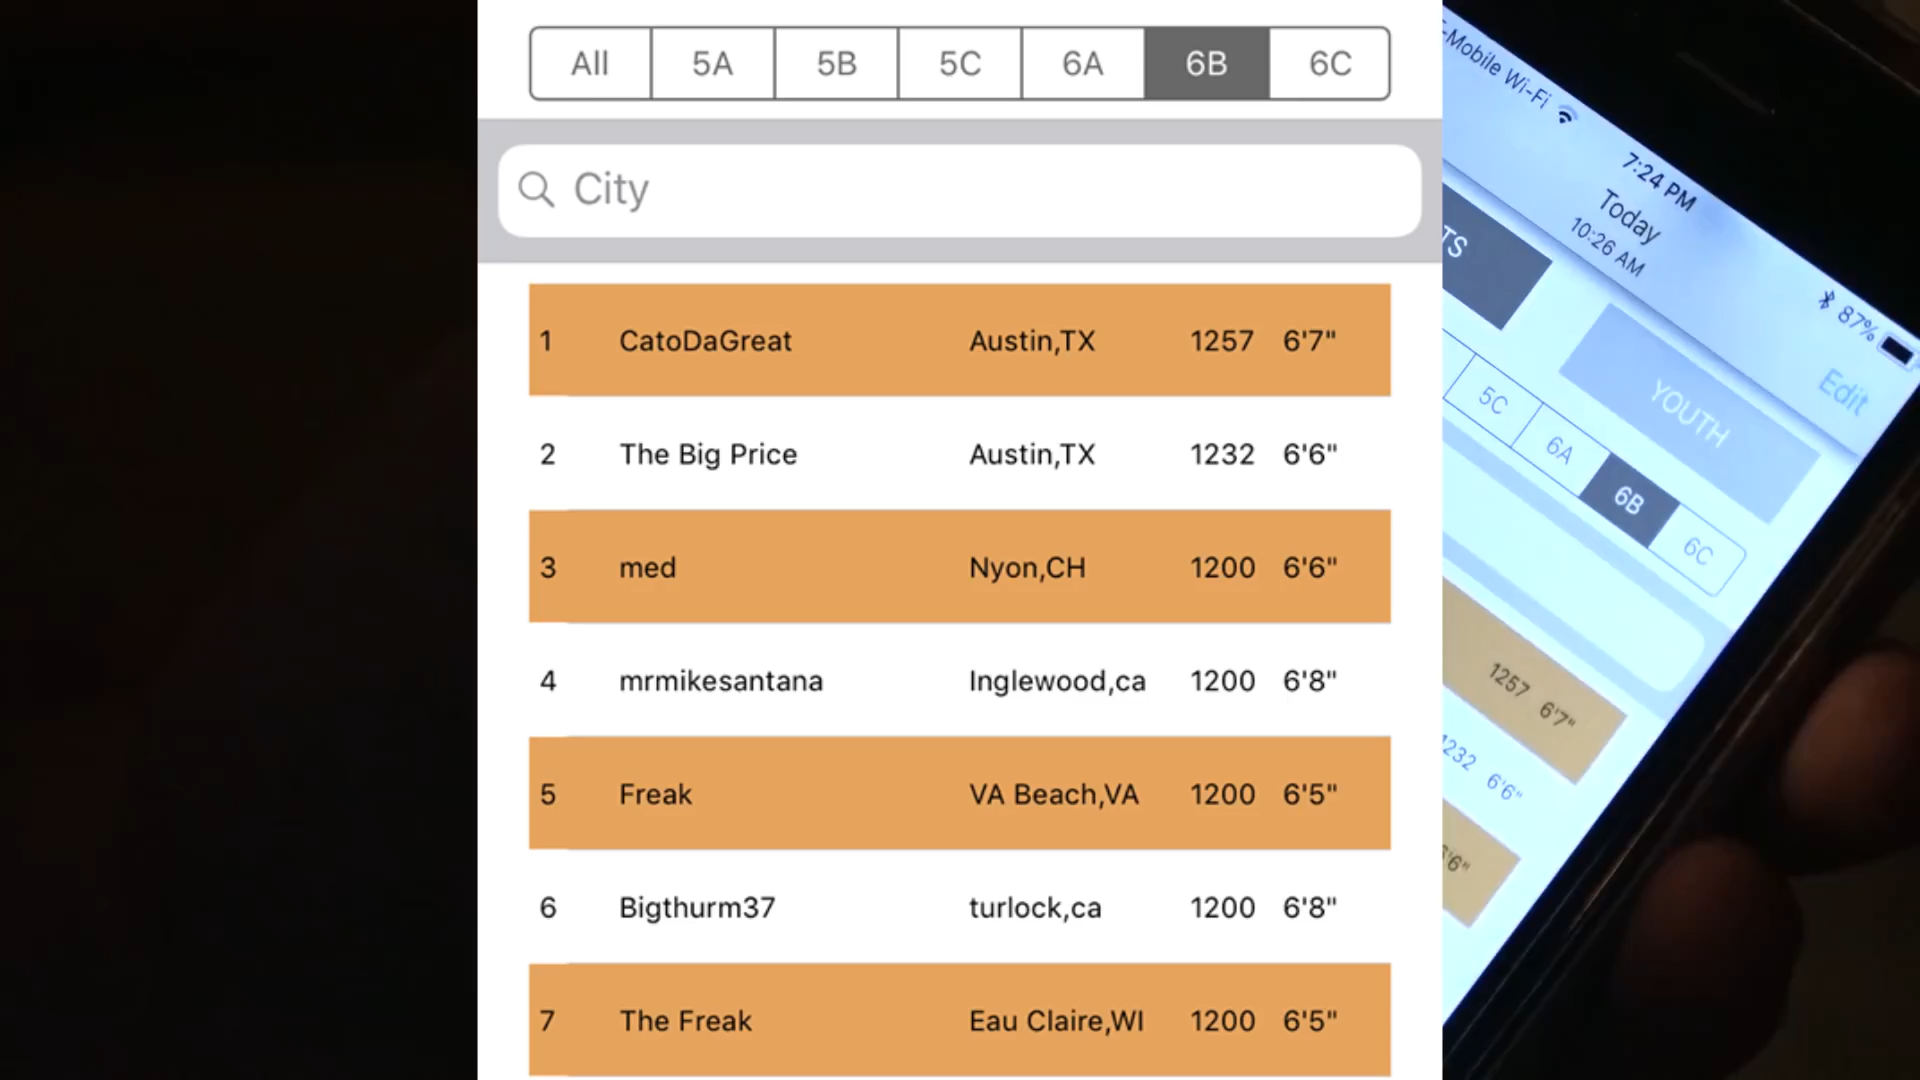 All 5A 5B 5C 6A 6B 6C
City
1 CatoDaGreat Austin,TX 1257 6'7"
2 The Big Price Austin,TX 1232 6'6"
3 med Nyon,CH 1200 6'6"
4 mrmikesantana Inglewood,ca 1200 6'8"
5 Freak VA Beach,VA 1200 6'5"
6 Bigthurm37 turlock,ca 1200 6'8"
7 The Freak Eau Claire,WI 1200 6'5"
-Mobile Wi-Fi
7:24 PM
87%
Today
10:26 AM
Edit
TS
YOUTH
5C 6A 6B 6C
1257 6'7"
1232 6'6"
6'6"